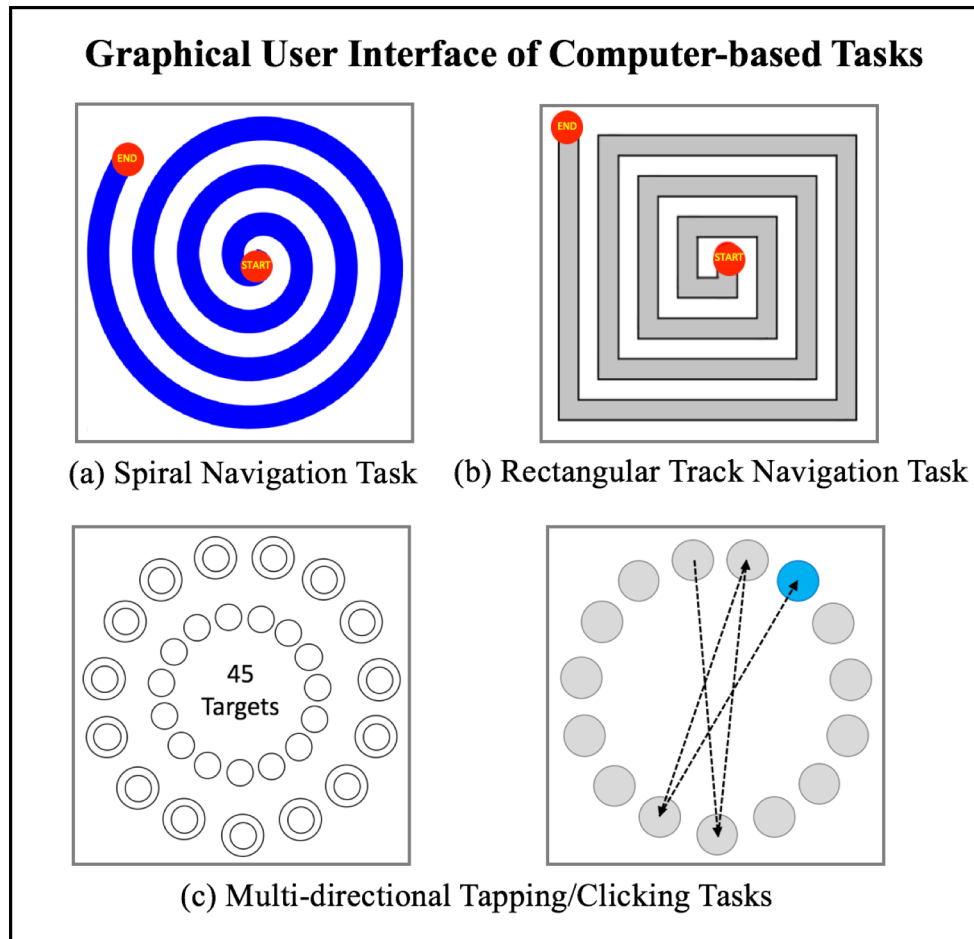 Graphical User Interface of Computer-based Tasks
END
START
END
START
(a) Spiral Navigation Task
(b) Rectangular Track Navigation Task
45
Targets
(c) Multi-directional Tapping/Clicking Tasks